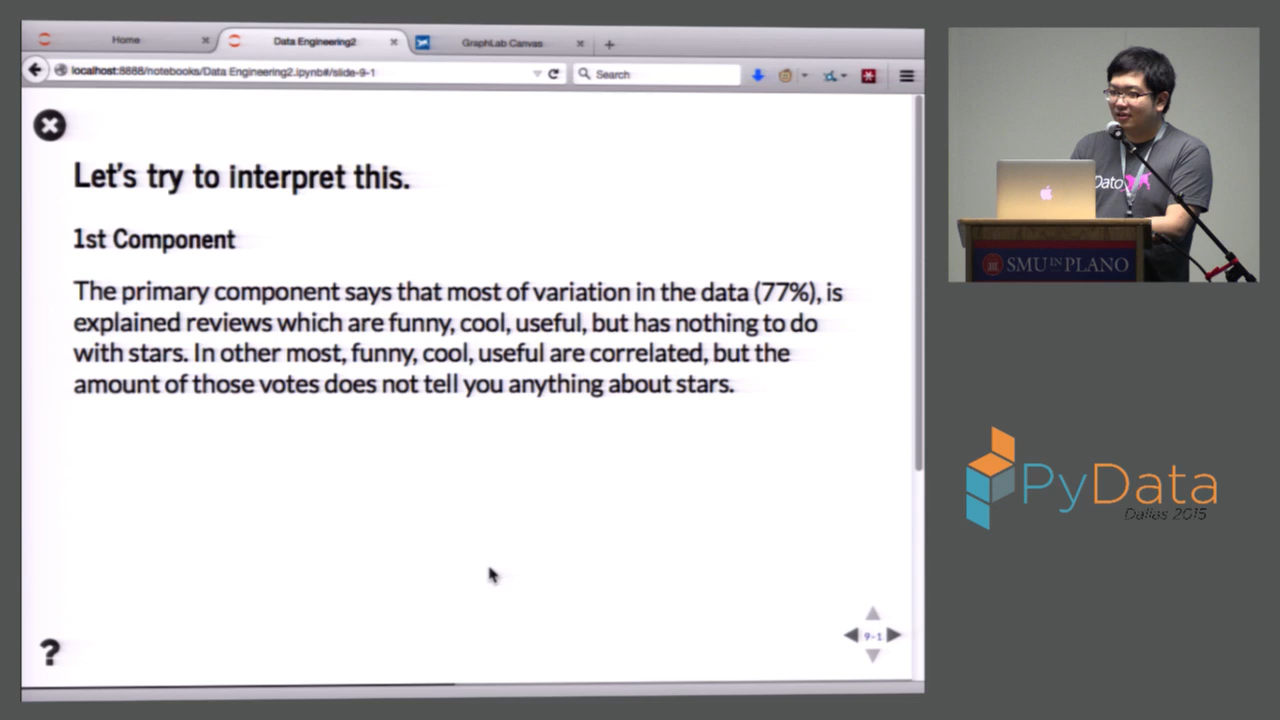 Home
Data Engineering2
GraphLab Canvas
localhost:8888/notebooks/Data Engineering2.ipynb#/slide-9-1
Search
Let's try to interpret this.
1st Component
The primary component says that most of variation in the data (77%), is
explained reviews which are funny, cool, useful, but has nothing to do
with stars. In other most, funny, cool, useful are correlated, but the
amount of those votes does not tell you anything about stars.
?
9-1
Dato
SMU IN PLANO
PyData
Dallas 2015